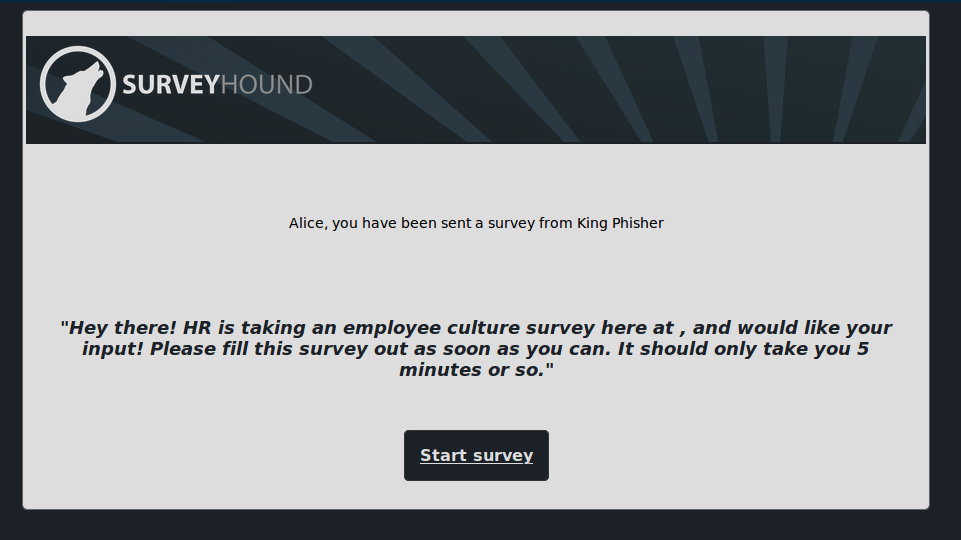 SURVEYHOUND
Alice, you have been sent a survey from King Phisher
"Hey there! HR is taking an employee culture survey here at , and would like your
input! Please fill this survey out as soon as you can. It should only take you 5
minutes or so."
Start survey